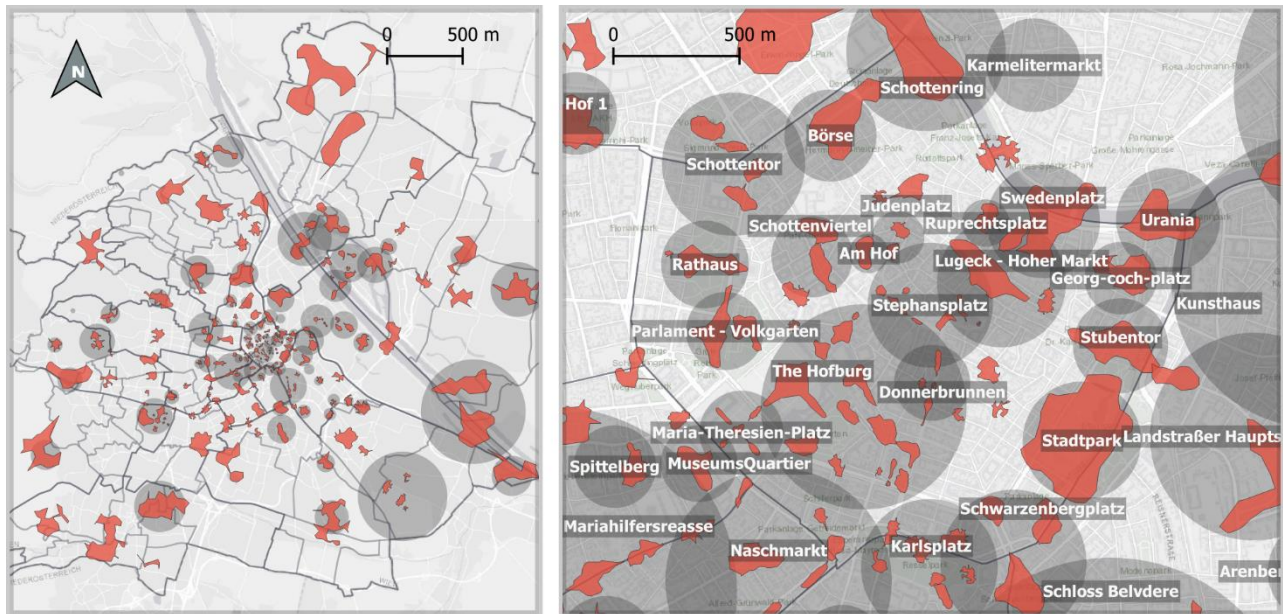 N
0 500 m
NIEDERÖSTERREICH
0 500 m
Karmelitermarkt
Schottenring
Hof 1
Börse
Schottentor
Judenplatz
Swedenplatz
Schottenviertel
Ruprechtsplatz
Urania
Am Hof
Rathaus
Lugeck - Hoher Markt
Georg-coch-platz
Stephansplatz
Kunsthaus
Parlament - Volkgarten
Stubentor
The Hofburg
Donnerbrunnen
Maria-Theresien-Platz
Stadtpark
Landstraßer Haupts
Spittelberg
MuseumsQuartier
Schwarzenbergplatz
Mariahilfersreasse
Naschmarkt
Karlsplatz
Arenber
Schloss Belvdere